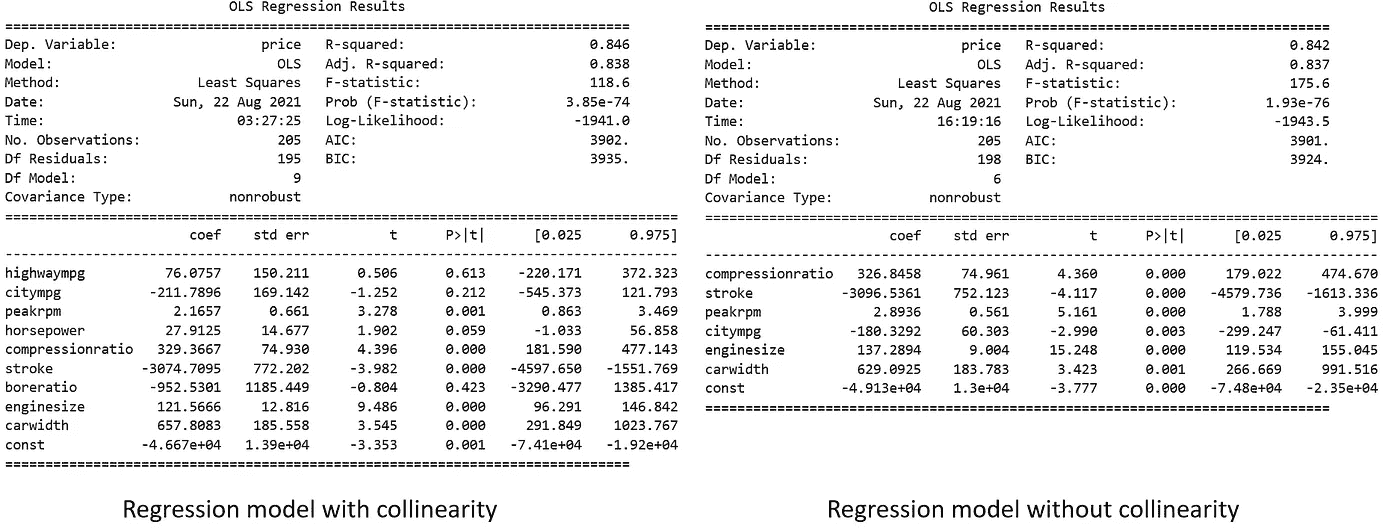 OLS Regression Results
==============================================================================
Dep. Variable: price R-squared: 0.846
Model: OLS Adj. R-squared: 0.838
Method: Least Squares F-statistic: 118.6
Date: Sun, 22 Aug 2021 Prob (F-statistic): 3.85e-74
Time: 03:27:25 Log-Likelihood: -1941.0
No. Observations: 205 AIC: 3902.
Df Residuals: 195 BIC: 3935.
Df Model: 9
Covariance Type: nonrobust
==============================================================================
coef std err t P>|t| [0.025 0.975]
------------------------------------------------------------------------------
highwaympg 76.0757 150.211 0.506 0.613 -220.171 372.323
citympg -211.7896 169.142 -1.252 0.212 -545.373 121.793
peakrpm 2.1657 0.661 3.278 0.001 0.863 3.469
horsepower 27.9125 14.677 1.902 0.059 -1.033 56.858
compressionratio 329.3667 74.930 4.396 0.000 181.590 477.143
stroke -3074.7095 772.202 -3.982 0.000 -4597.650 -1551.769
boreratio -952.5301 1185.449 -0.804 0.423 -3290.477 1385.417
enginesize 121.5666 12.816 9.486 0.000 96.291 146.842
carwidth 657.8083 185.558 3.545 0.000 291.849 1023.767
const -4.667e+04 1.39e+04 -3.353 0.001 -7.41e+04 -1.92e+04
==============================================================================
Regression model with collinearity
OLS Regression Results
==============================================================================
Dep. Variable: price R-squared: 0.842
Model: OLS Adj. R-squared: 0.837
Method: Least Squares F-statistic: 175.6
Date: Sun, 22 Aug 2021 Prob (F-statistic): 1.93e-76
Time: 16:19:16 Log-Likelihood: -1943.5
No. Observations: 205 AIC: 3901.
Df Residuals: 198 BIC: 3924.
Df Model: 6
Covariance Type: nonrobust
==============================================================================
coef std err t P>|t| [0.025 0.975]
------------------------------------------------------------------------------
compressionratio 326.8458 74.961 4.360 0.000 179.022 474.670
stroke -3096.5361 752.123 -4.117 0.000 -4579.736 -1613.336
peakrpm 2.8936 0.561 5.161 0.000 1.788 3.999
citympg -180.3292 60.303 -2.990 0.003 -299.247 -61.411
enginesize 137.2894 9.004 15.248 0.000 119.534 155.045
carwidth 629.0925 183.783 3.423 0.001 266.669 991.516
const -4.913e+04 1.3e+04 -3.777 0.000 -7.48e+04 -2.35e+04
==============================================================================
Regression model without collinearity